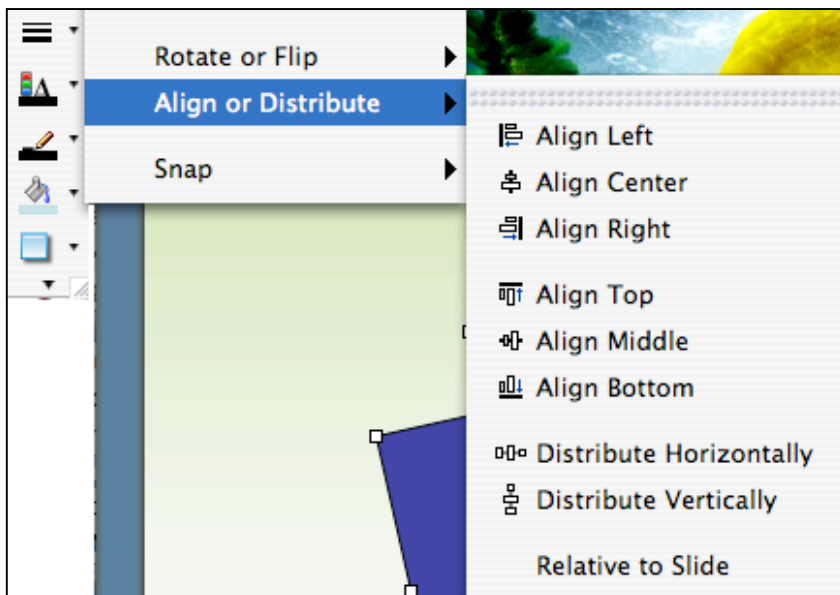 Rotate or Flip
Align or Distribute
Snap
Align Left
Align Center
Align Right
Align Top
Align Middle
Align Bottom
Distribute Horizontally
Distribute Vertically
Relative to Slide